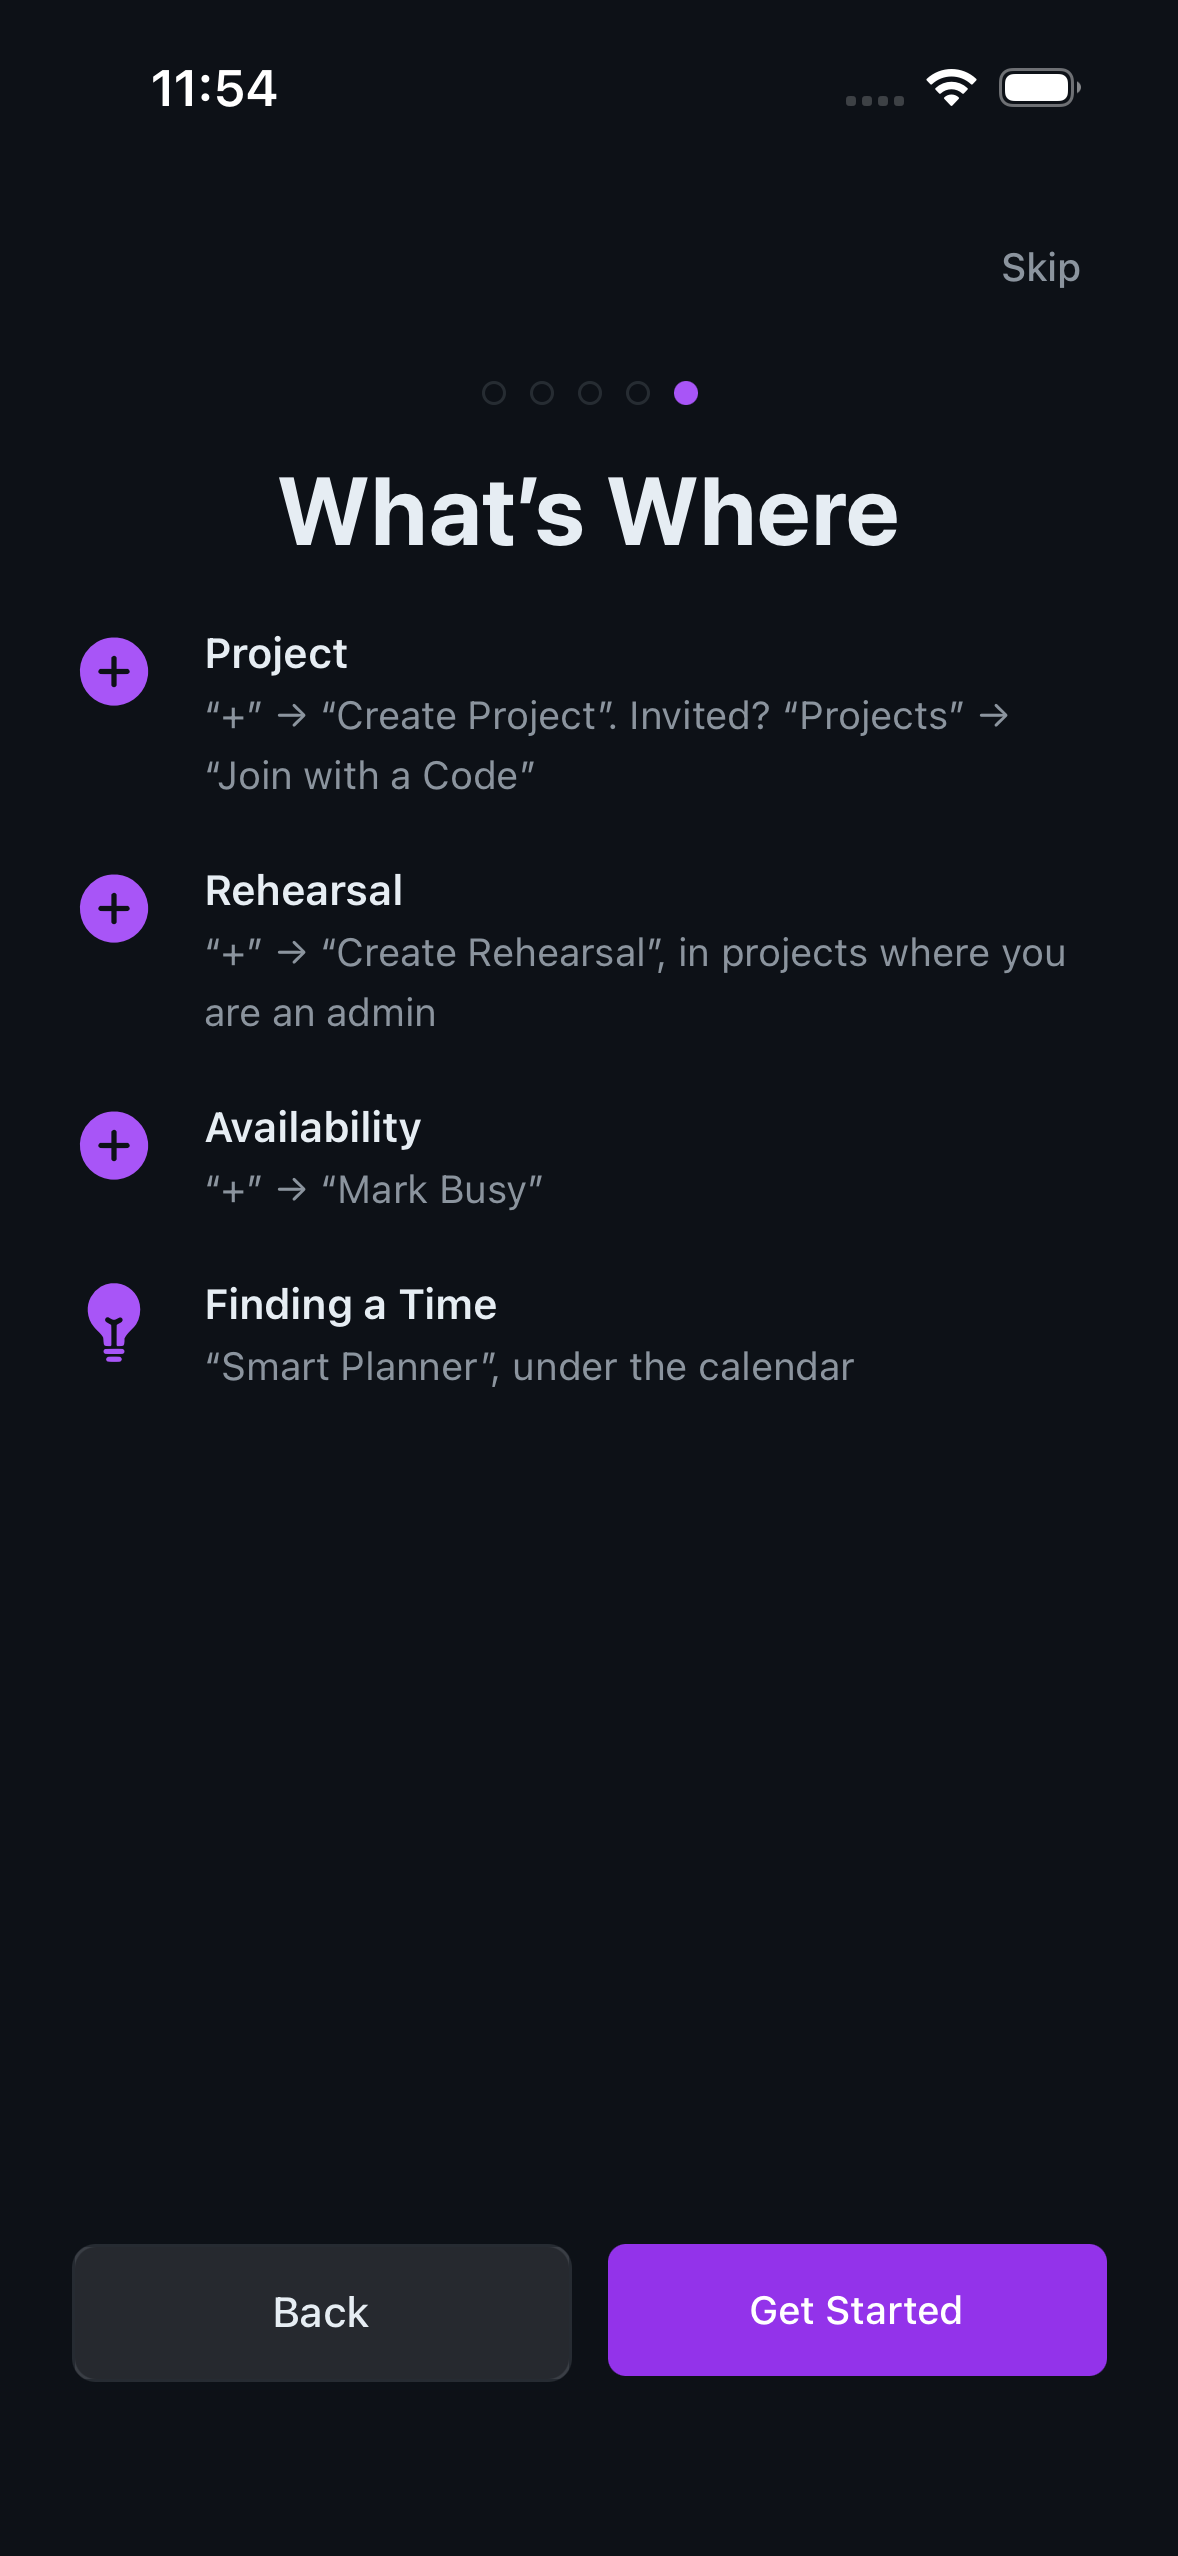 11:54
Skip
What’s Where
Project
“+” → “Create Project”. Invited? “Projects” →
“Join with a Code”
Rehearsal
“+” → “Create Rehearsal”, in projects where you
are an admin
Availability
“+” → “Mark Busy”
Finding a Time
“Smart Planner”, under the calendar
Back
Get Started